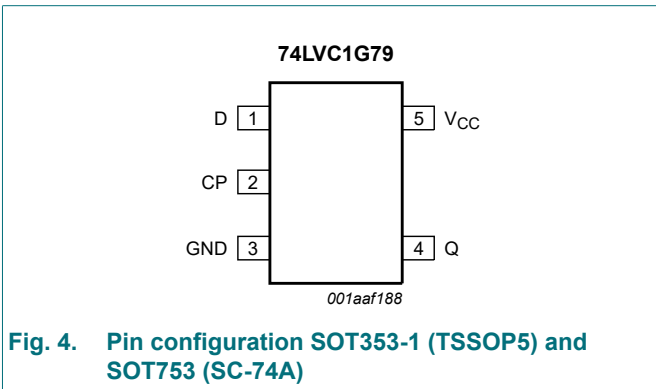 74LVC1G79
D 1
5 VCC
CP 2
GND 3
4 Q
001aaf188
Fig. 4. Pin configuration SOT353-1 (TSSOP5) and
SOT753 (SC-74A)